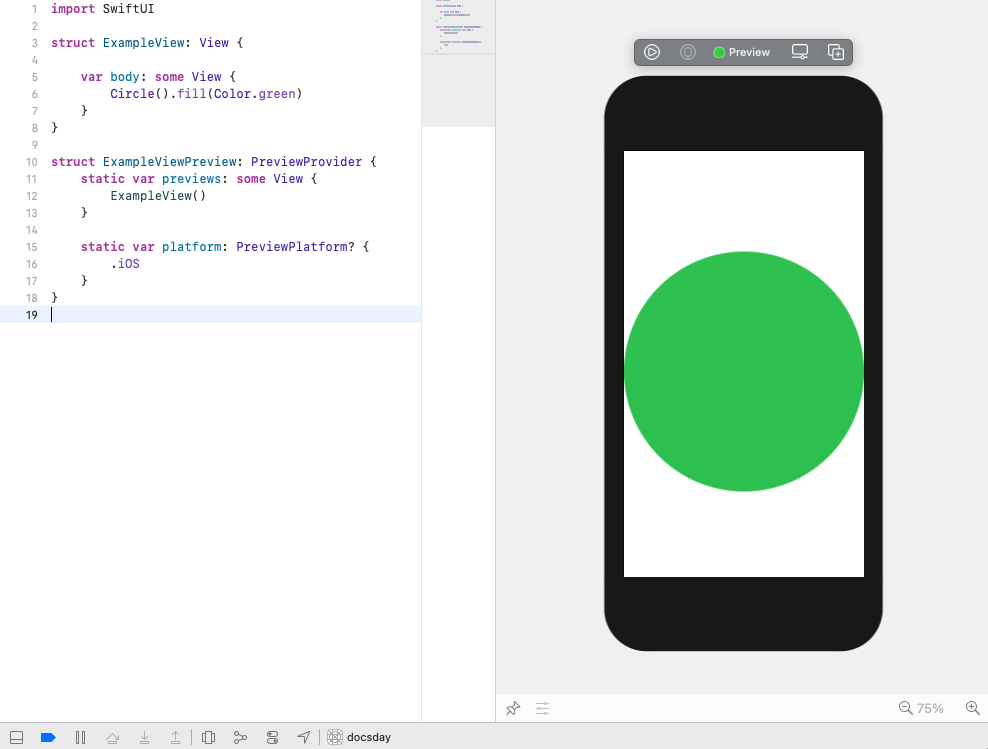 1 import SwiftUI
2
3 struct ExampleView: View {
4
5 var body: some View {
6 Circle().fill(Color.green)
7 }
8 }
9
10 struct ExampleViewPreview: PreviewProvider {
11 static var previews: some View {
12 ExampleView()
13 }
14
15 static var platform: PreviewPlatform? {
16 .iOS
17 }
18 }
19
Preview
75%
docsday